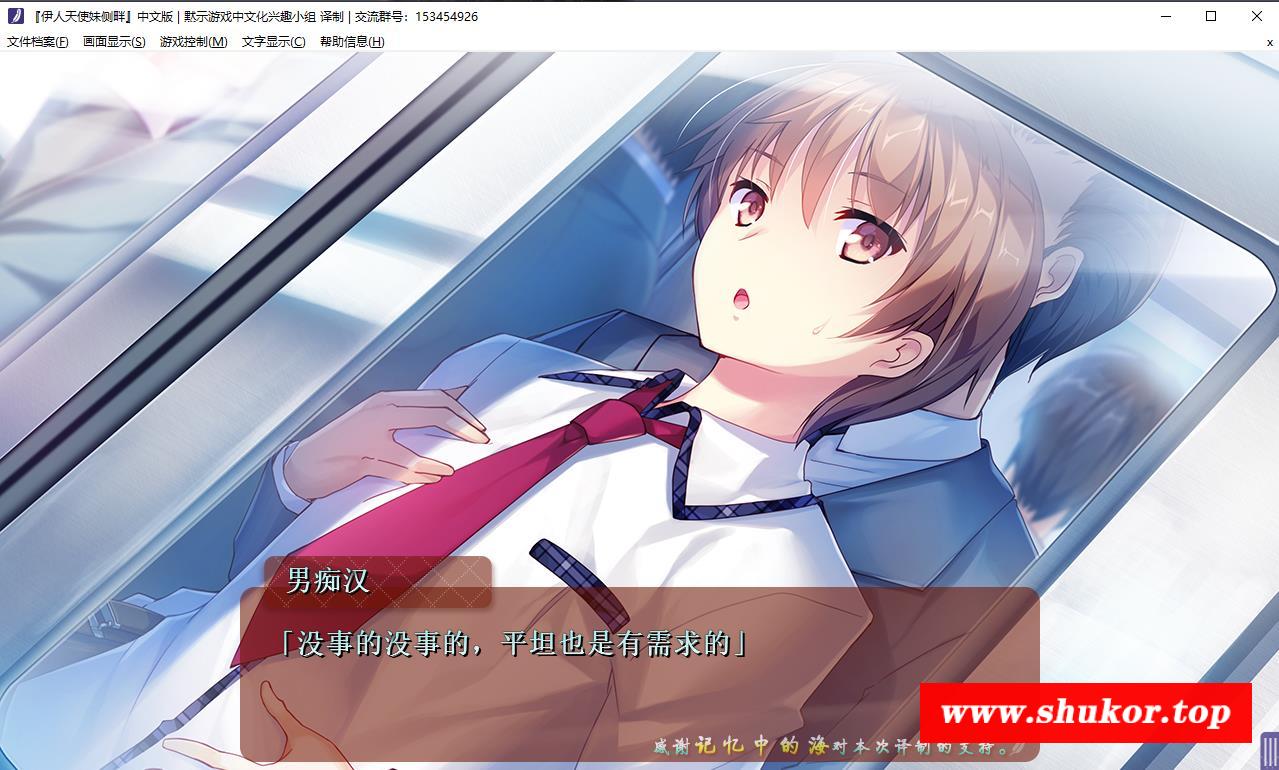 『伊人天使妹侧畔』中文版 | 默示游戏中文化兴趣小组 译制 | 交流群号：153454926
文件档案(F) 画面显示(S) 游戏控制(M) 文字显示(C) 帮助信息(H)
男痴汉
「没事的没事的，平坦也是有需求的」
www.shukor.top
感谢记忆中的海对本次译制的支持。